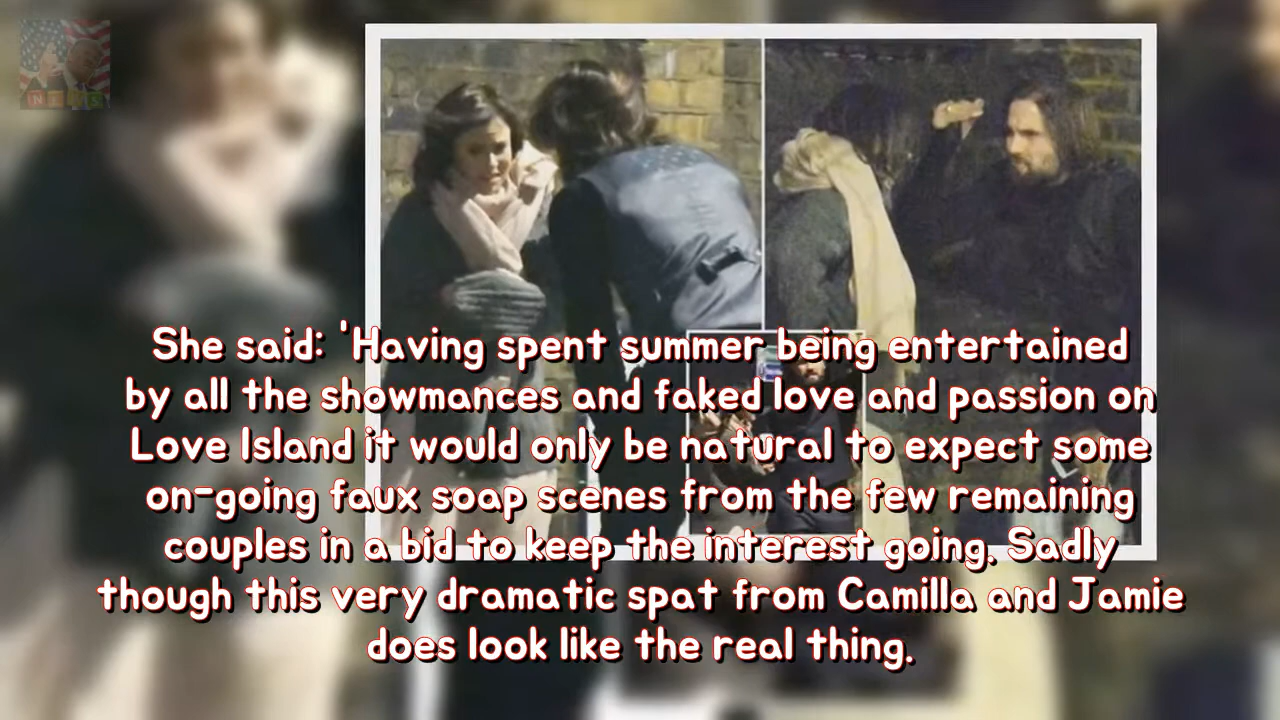 NEWS
She said: 'Having spent summer being entertained
by all the showmances and faked love and passion on
Love Island it would only be natural to expect some
on-going faux soap scenes from the few remaining
couples in a bid to keep the interest going. Sadly
though this very dramatic spat from Camilla and Jamie
does look like the real thing.